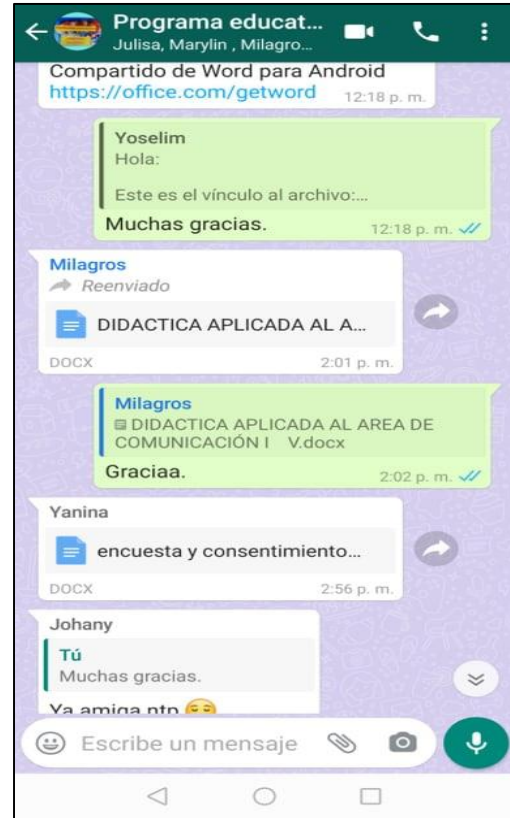 Programa educat...
Julisa, Marylin , Milagro...
Compartido de Word para Android
https://office.com/getword 12:18 p. m.
Yoselim
Hola:
Este es el vínculo al archivo:...
Muchas gracias. 12:18 p. m.
Milagros
Reenviado
DIDACTICA APLICADA AL A...
DOCX 2:01 p. m.
Milagros
DIDACTICA APLICADA AL AREA DE
COMUNICACIÓN I V.docx
Graciaa. 2:02 p. m.
Yanina
encuesta y consentimiento...
DOCX 2:56 p. m.
Johany
Tú
Muchas gracias.
Ya amiga ntp
Escribe un mensaje